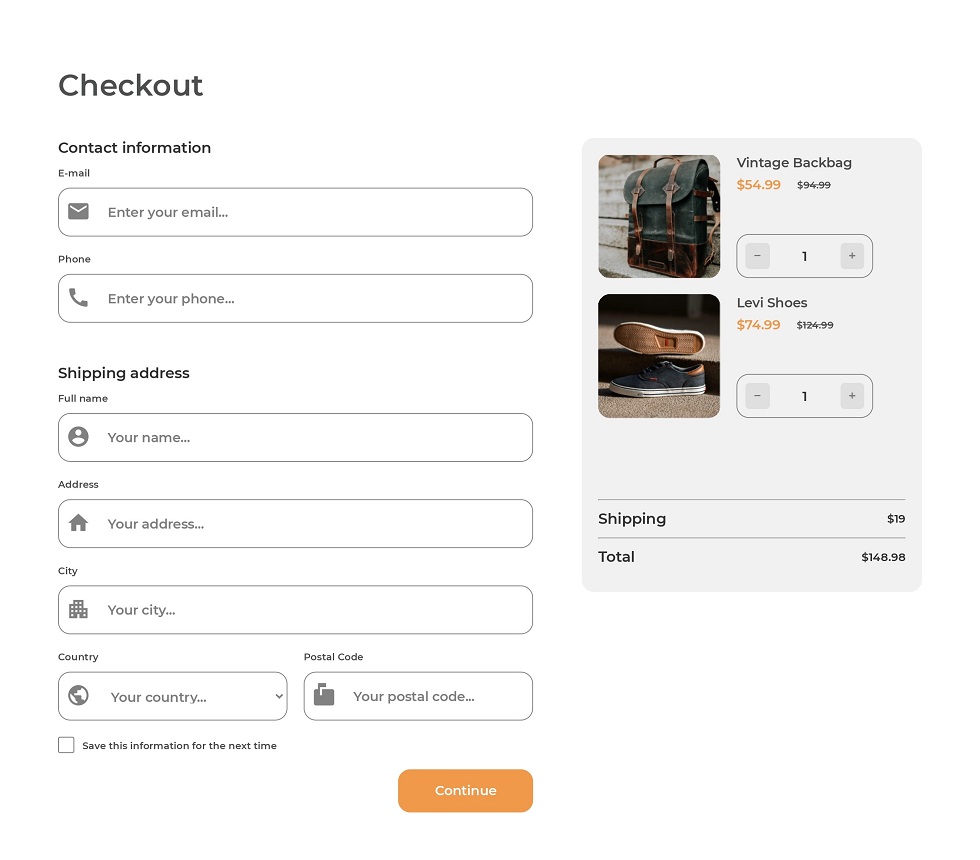 Checkout
Contact information
E-mail
Enter your email...
Phone
Enter your phone...
Shipping address
Full name
Your name...
Address
Your address...
City
Your city...
Country
Postal Code
Your country...
Your postal code...
Save this information for the next time
Continue
Vintage Backbag
$54.99 $94.99
− 1 +
Levi Shoes
$74.99 $124.99
− 1 +
Shipping $19
Total $148.98